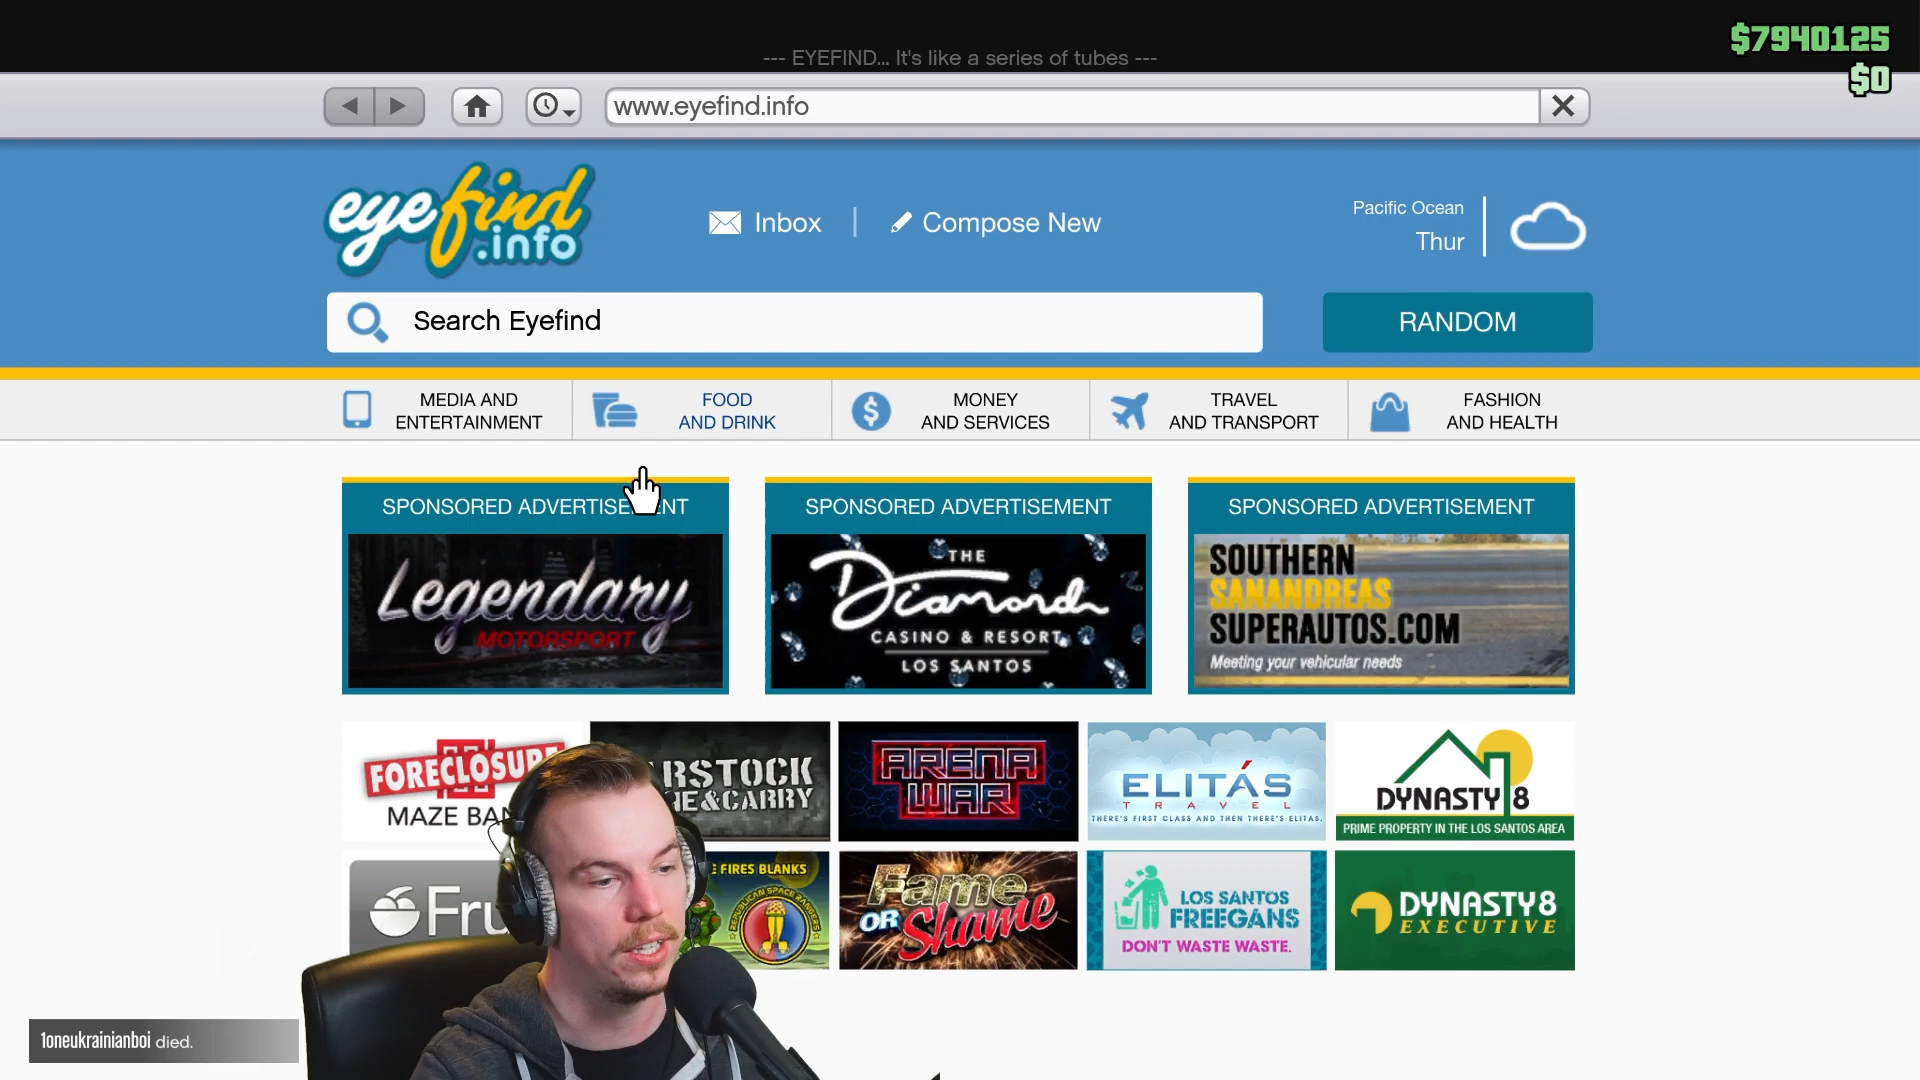 $7940125
$0
--- EYEFIND... It's like a series of tubes ---
www.eyefind.info
eyefind
.info
Inbox
Compose New
Pacific Ocean
Thur
Search Eyefind
RANDOM
MEDIA AND
ENTERTAINMENT
FOOD
AND DRINK
MONEY
AND SERVICES
TRAVEL
AND TRANSPORT
FASHION
AND HEALTH
SPONSORED ADVERTISEMENT
Legendary
MOTORSPORT
SPONSORED ADVERTISEMENT
THE
Diamond
CASINO & RESORT
LOS SANTOS
SPONSORED ADVERTISEMENT
SOUTHERN
SANANDREAS
SUPERAUTOS.COM
Meeting your vehicular needs
FORECLOSURE
MAZE BA
RSTOCK
E&CARRY
ARENA
WAR
ELITÁS
TRAVEL
THERE'S FIRST CLASS AND THEN THERE'S ELITAS.
DYNASTY 8
PRIME PROPERTY IN THE LOS SANTOS AREA
Fru
E FIRES BLANKS
REPUBLICAN SPACE RANGERS
Fame
OR Shame
LOS SANTOS
FREEGANS
DON'T WASTE WASTE.
DYNASTY8
EXECUTIVE
1oneukrainianboi died.